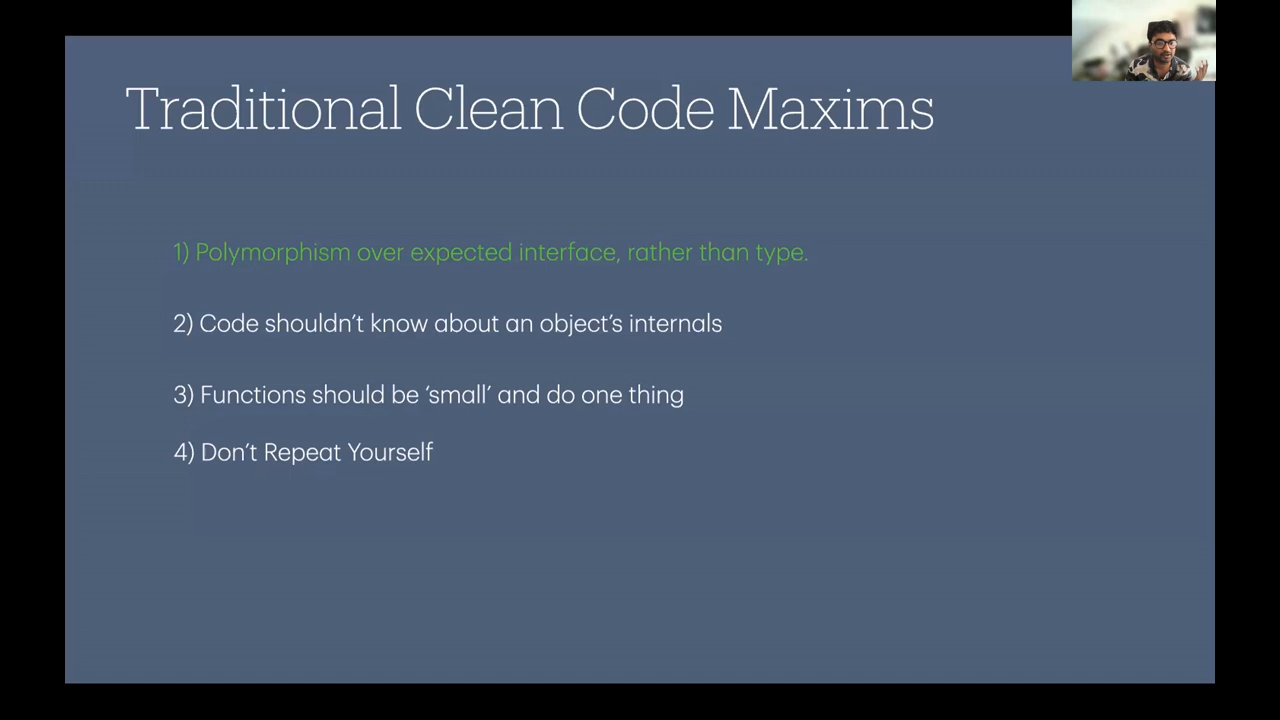 Traditional Clean Code Maxims
1) Polymorphism over expected interface, rather than type.
2) Code shouldn’t know about an object’s internals
3) Functions should be ‘small’ and do one thing
4) Don’t Repeat Yourself